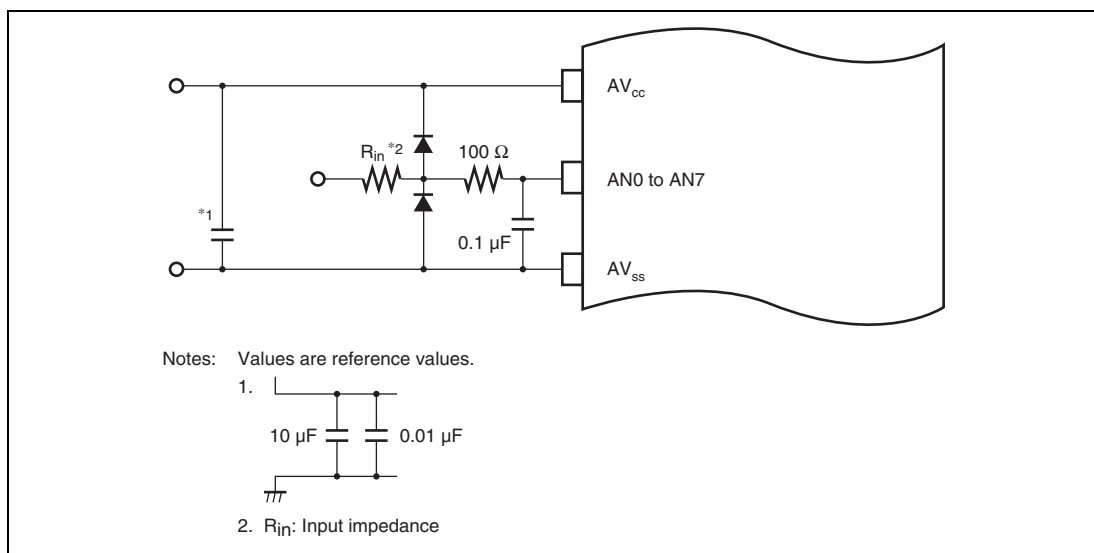 AVcc
Rin *2
100 Ω
AN0 to AN7
*1
0.1 µF
AVss
Notes: Values are reference values.
1.
10 µF
0.01 µF
2. Rin: Input impedance